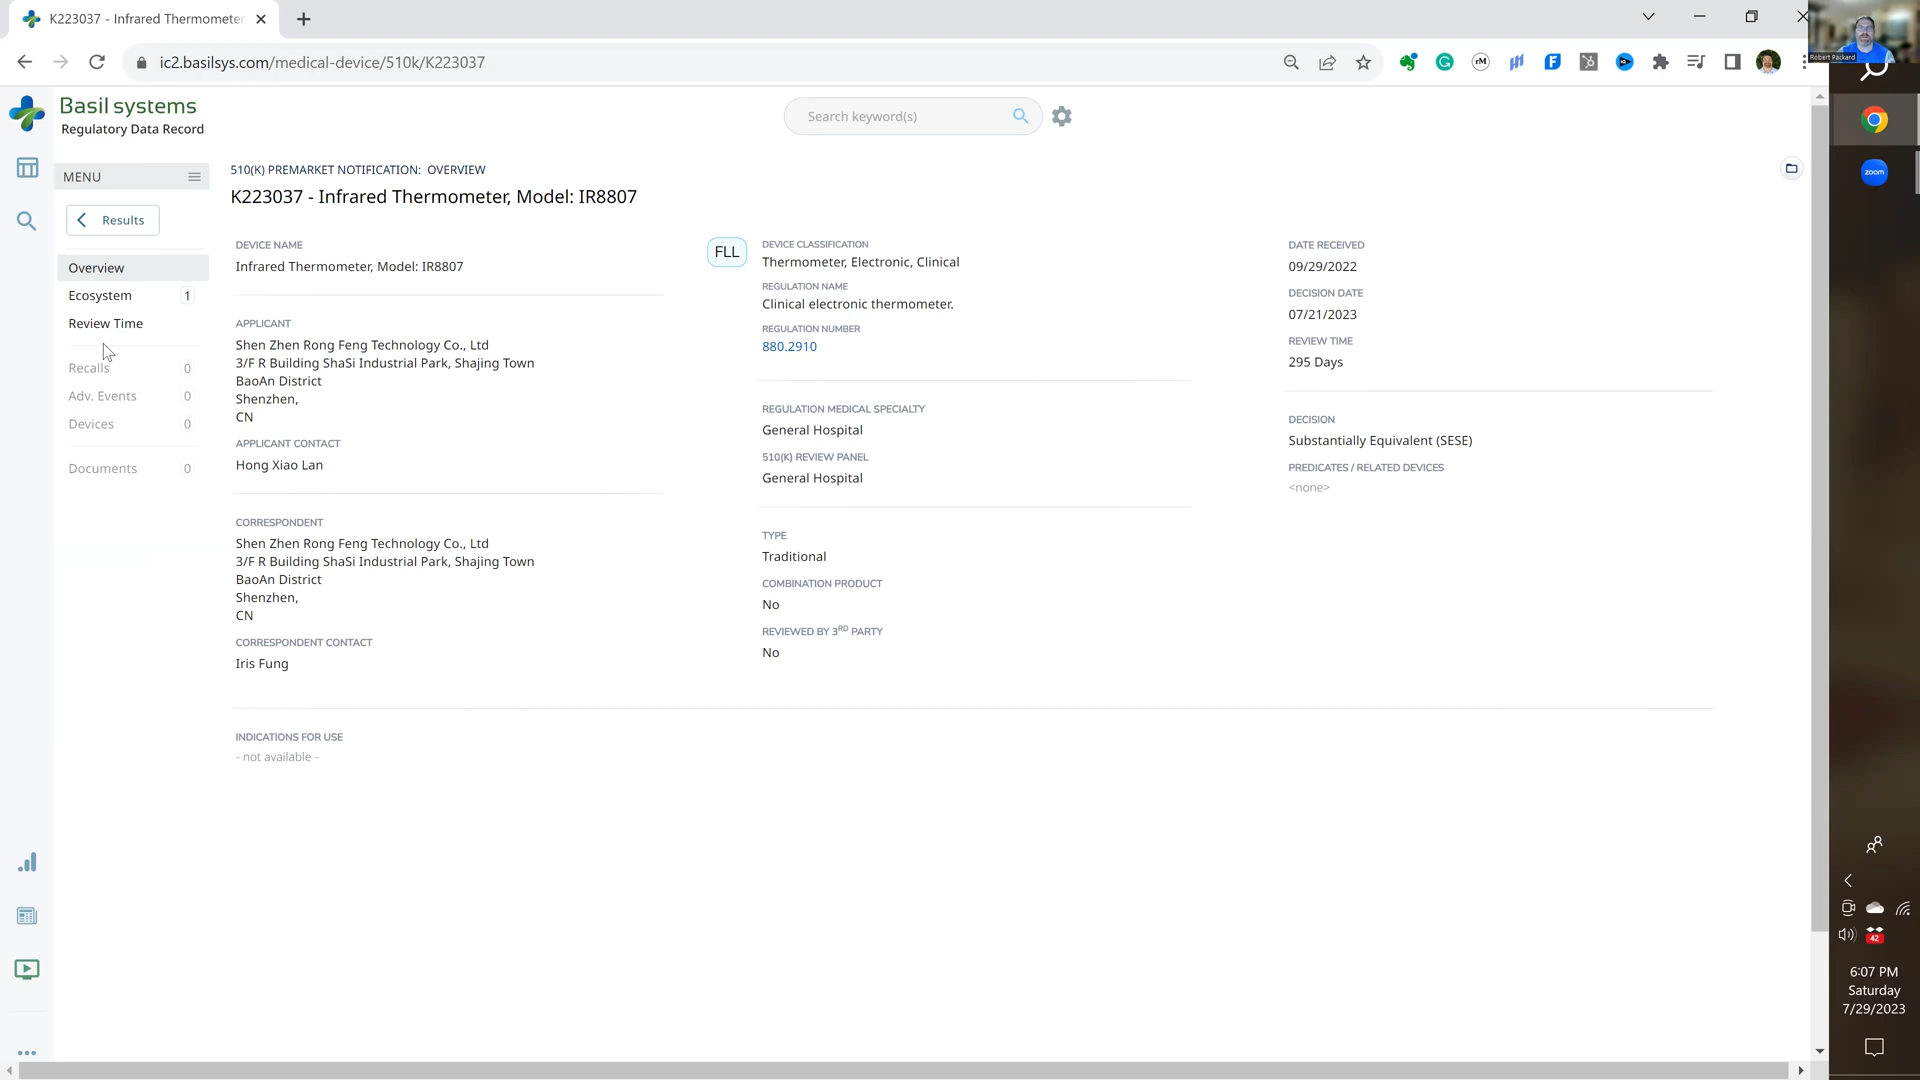 K223037 - Infrared Thermometer
ic2.basilsys.com/medical-device/510k/K223037
Robert Packard
Basil systems
Regulatory Data Record
Search keyword(s)
MENU
Results
Overview
Ecosystem 1
Review Time
Recalls 0
Adv. Events 0
Devices 0
Documents 0
510(K) PREMARKET NOTIFICATION: OVERVIEW
K223037 - Infrared Thermometer, Model: IR8807
DEVICE NAME
Infrared Thermometer, Model: IR8807
APPLICANT
Shen Zhen Rong Feng Technology Co., Ltd
3/F R Building ShaSi Industrial Park, Shajing Town
BaoAn District
Shenzhen,
CN
APPLICANT CONTACT
Hong Xiao Lan
CORRESPONDENT
Shen Zhen Rong Feng Technology Co., Ltd
3/F R Building ShaSi Industrial Park, Shajing Town
BaoAn District
Shenzhen,
CN
CORRESPONDENT CONTACT
Iris Fung
FLL
DEVICE CLASSIFICATION
Thermometer, Electronic, Clinical
REGULATION NAME
Clinical electronic thermometer.
REGULATION NUMBER
880.2910
REGULATION MEDICAL SPECIALTY
General Hospital
510(K) REVIEW PANEL
General Hospital
TYPE
Traditional
COMBINATION PRODUCT
No
REVIEWED BY 3RD PARTY
No
DATE RECEIVED
09/29/2022
DECISION DATE
07/21/2023
REVIEW TIME
295 Days
DECISION
Substantially Equivalent (SESE)
PREDICATES / RELATED DEVICES
<none>
INDICATIONS FOR USE
- not available -
zoom
42
6:07 PM
Saturday
7/29/2023